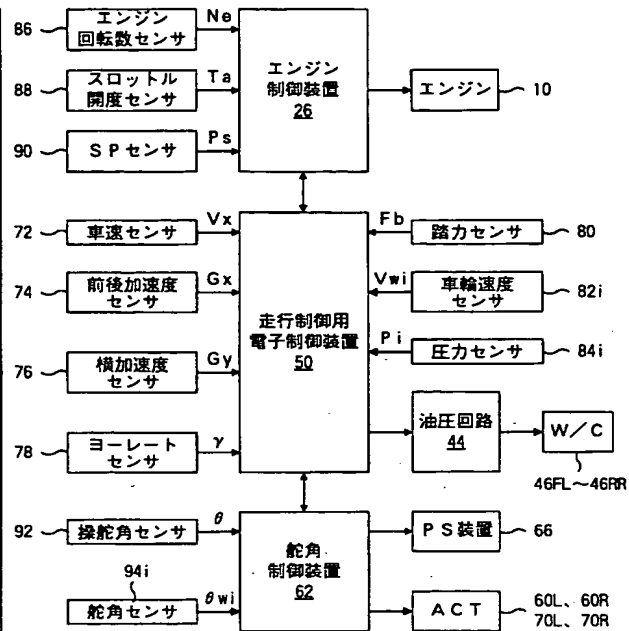 86
エンジン
回転数センサ
Ne
88
スロットル
開度センサ
Ta
90
SPセンサ
Ps
エンジン
制御装置
26
エンジン
10
72
車速センサ
Vx
74
前後加速度
センサ
Gx
76
横加速度
センサ
Gy
78
ヨーレート
センサ
γ
走行制御用
電子制御装置
50
Fb
踏力センサ
80
Vwi
車輪速度
センサ
82i
Pi
圧力センサ
84i
油圧回路
44
W/C
46FL~46RR
92
操舵角センサ
θ
94i
舵角センサ
θwi
舵角
制御装置
62
PS装置
66
ACT
60L、60R
70L、70R